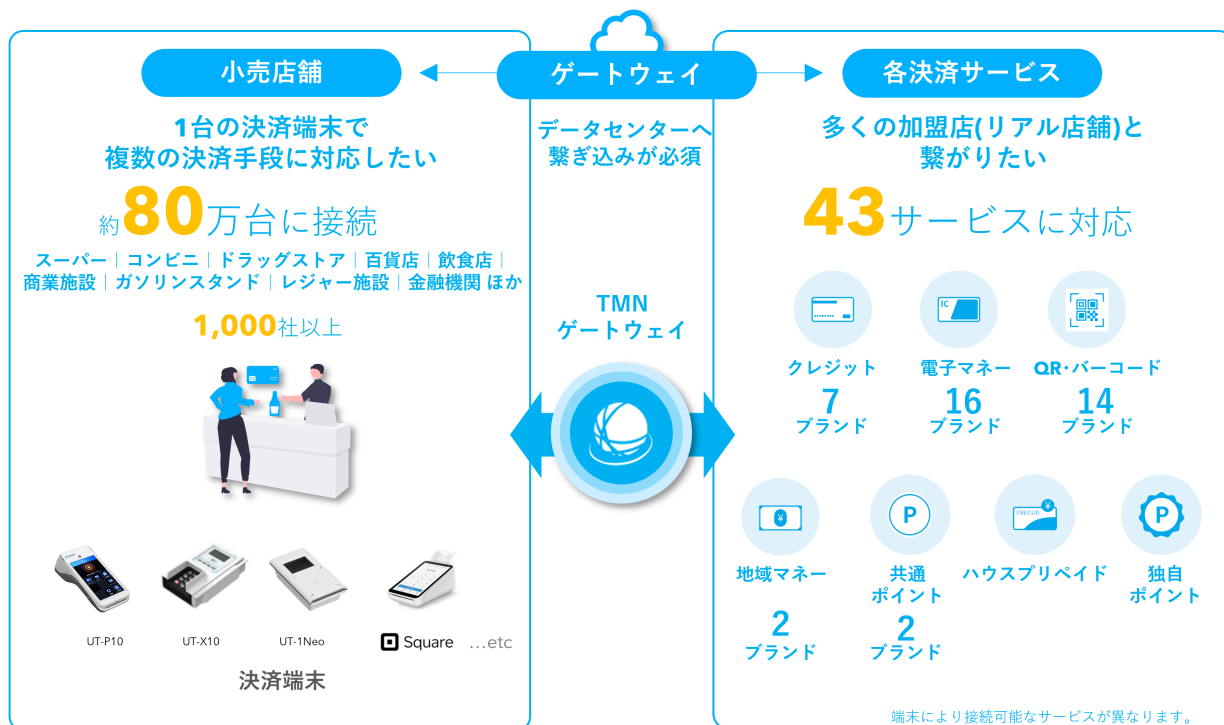 小売店舗
ゲートウェイ
各決済サービス
1台の決済端末で
複数の決済手段に対応したい
約80万台に接続
スーパー｜コンビニ｜ドラッグストア｜百貨店｜飲食店｜
商業施設｜ガソリンスタンド｜レジャー施設｜金融機関 ほか
1,000社以上
UT-P10
UT-X10
UT-1Neo
Square
...etc
決済端末
データセンターへ
繋ぎ込みが必須
TMN
ゲートウェイ
多くの加盟店(リアル店舗)と
繋がりたい
43サービスに対応
IC
クレジット
7
ブランド
電子マネー
16
ブランド
QR･バーコード
14
ブランド
¥
P
PREPAID
¥
P
地域マネー
2
ブランド
共通
ポイント
2
ブランド
ハウスプリペイド
独自
ポイント
端末により接続可能なサービスが異なります。